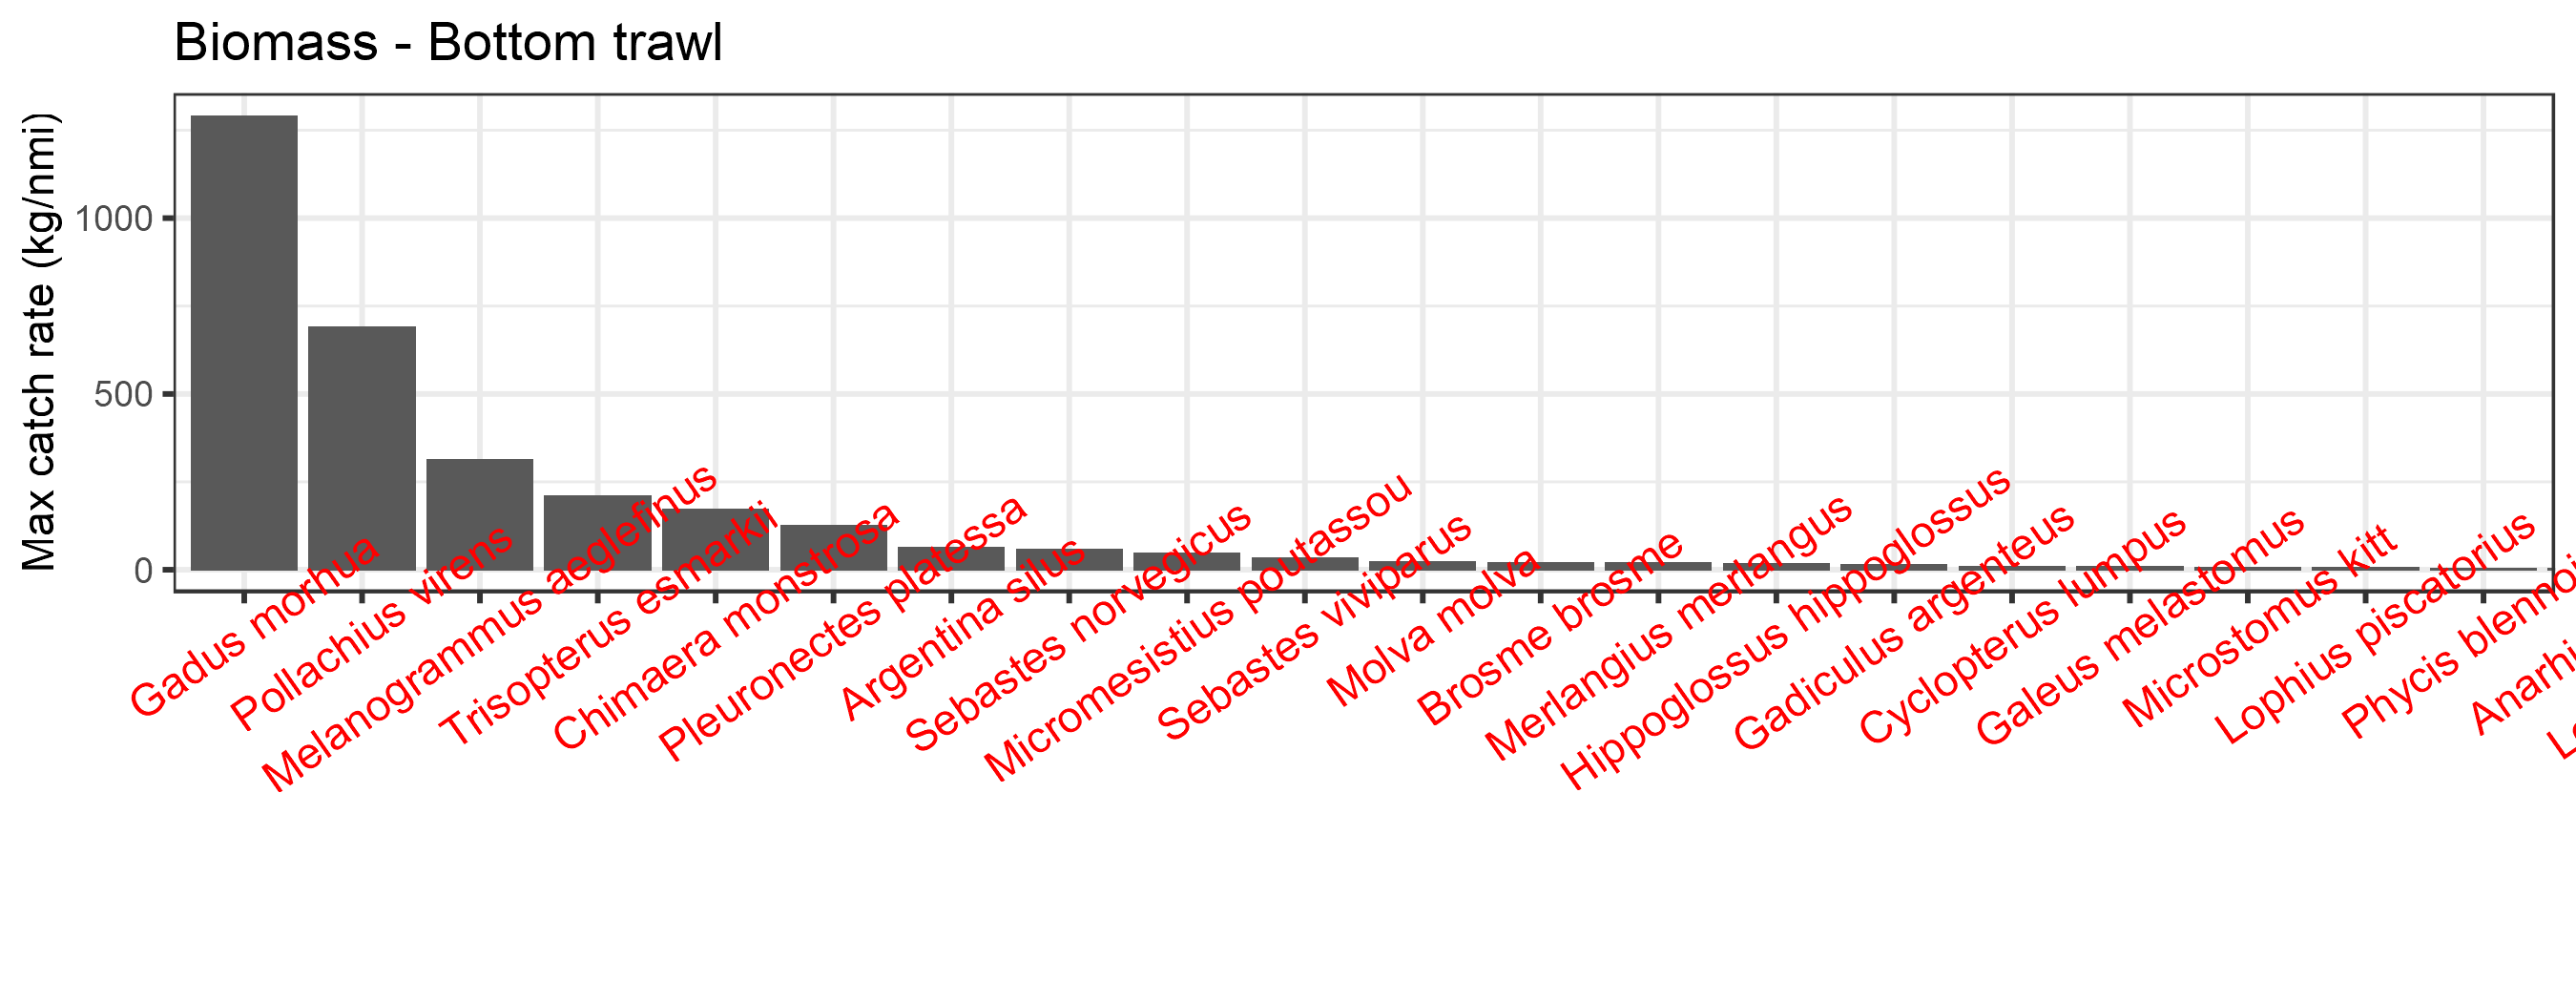 Biomass - Bottom trawl
Max catch rate (kg/nmi)
1000
500
0
Gadus morhua
Pollachius virens
Melanogrammus aeglefinus
Trisopterus esmarkii
Chimaera monstrosa
Pleuronectes platessa
Argentina silus
Sebastes norvegicus
Micromesistius poutassou
Sebastes viviparus
Molva molva
Brosme brosme
Merlangius merlangus
Hippoglossus hippoglossus
Gadiculus argenteus
Cyclopterus lumpus
Galeus melastomus
Microstomus kitt
Lophius piscatorius
Phycis